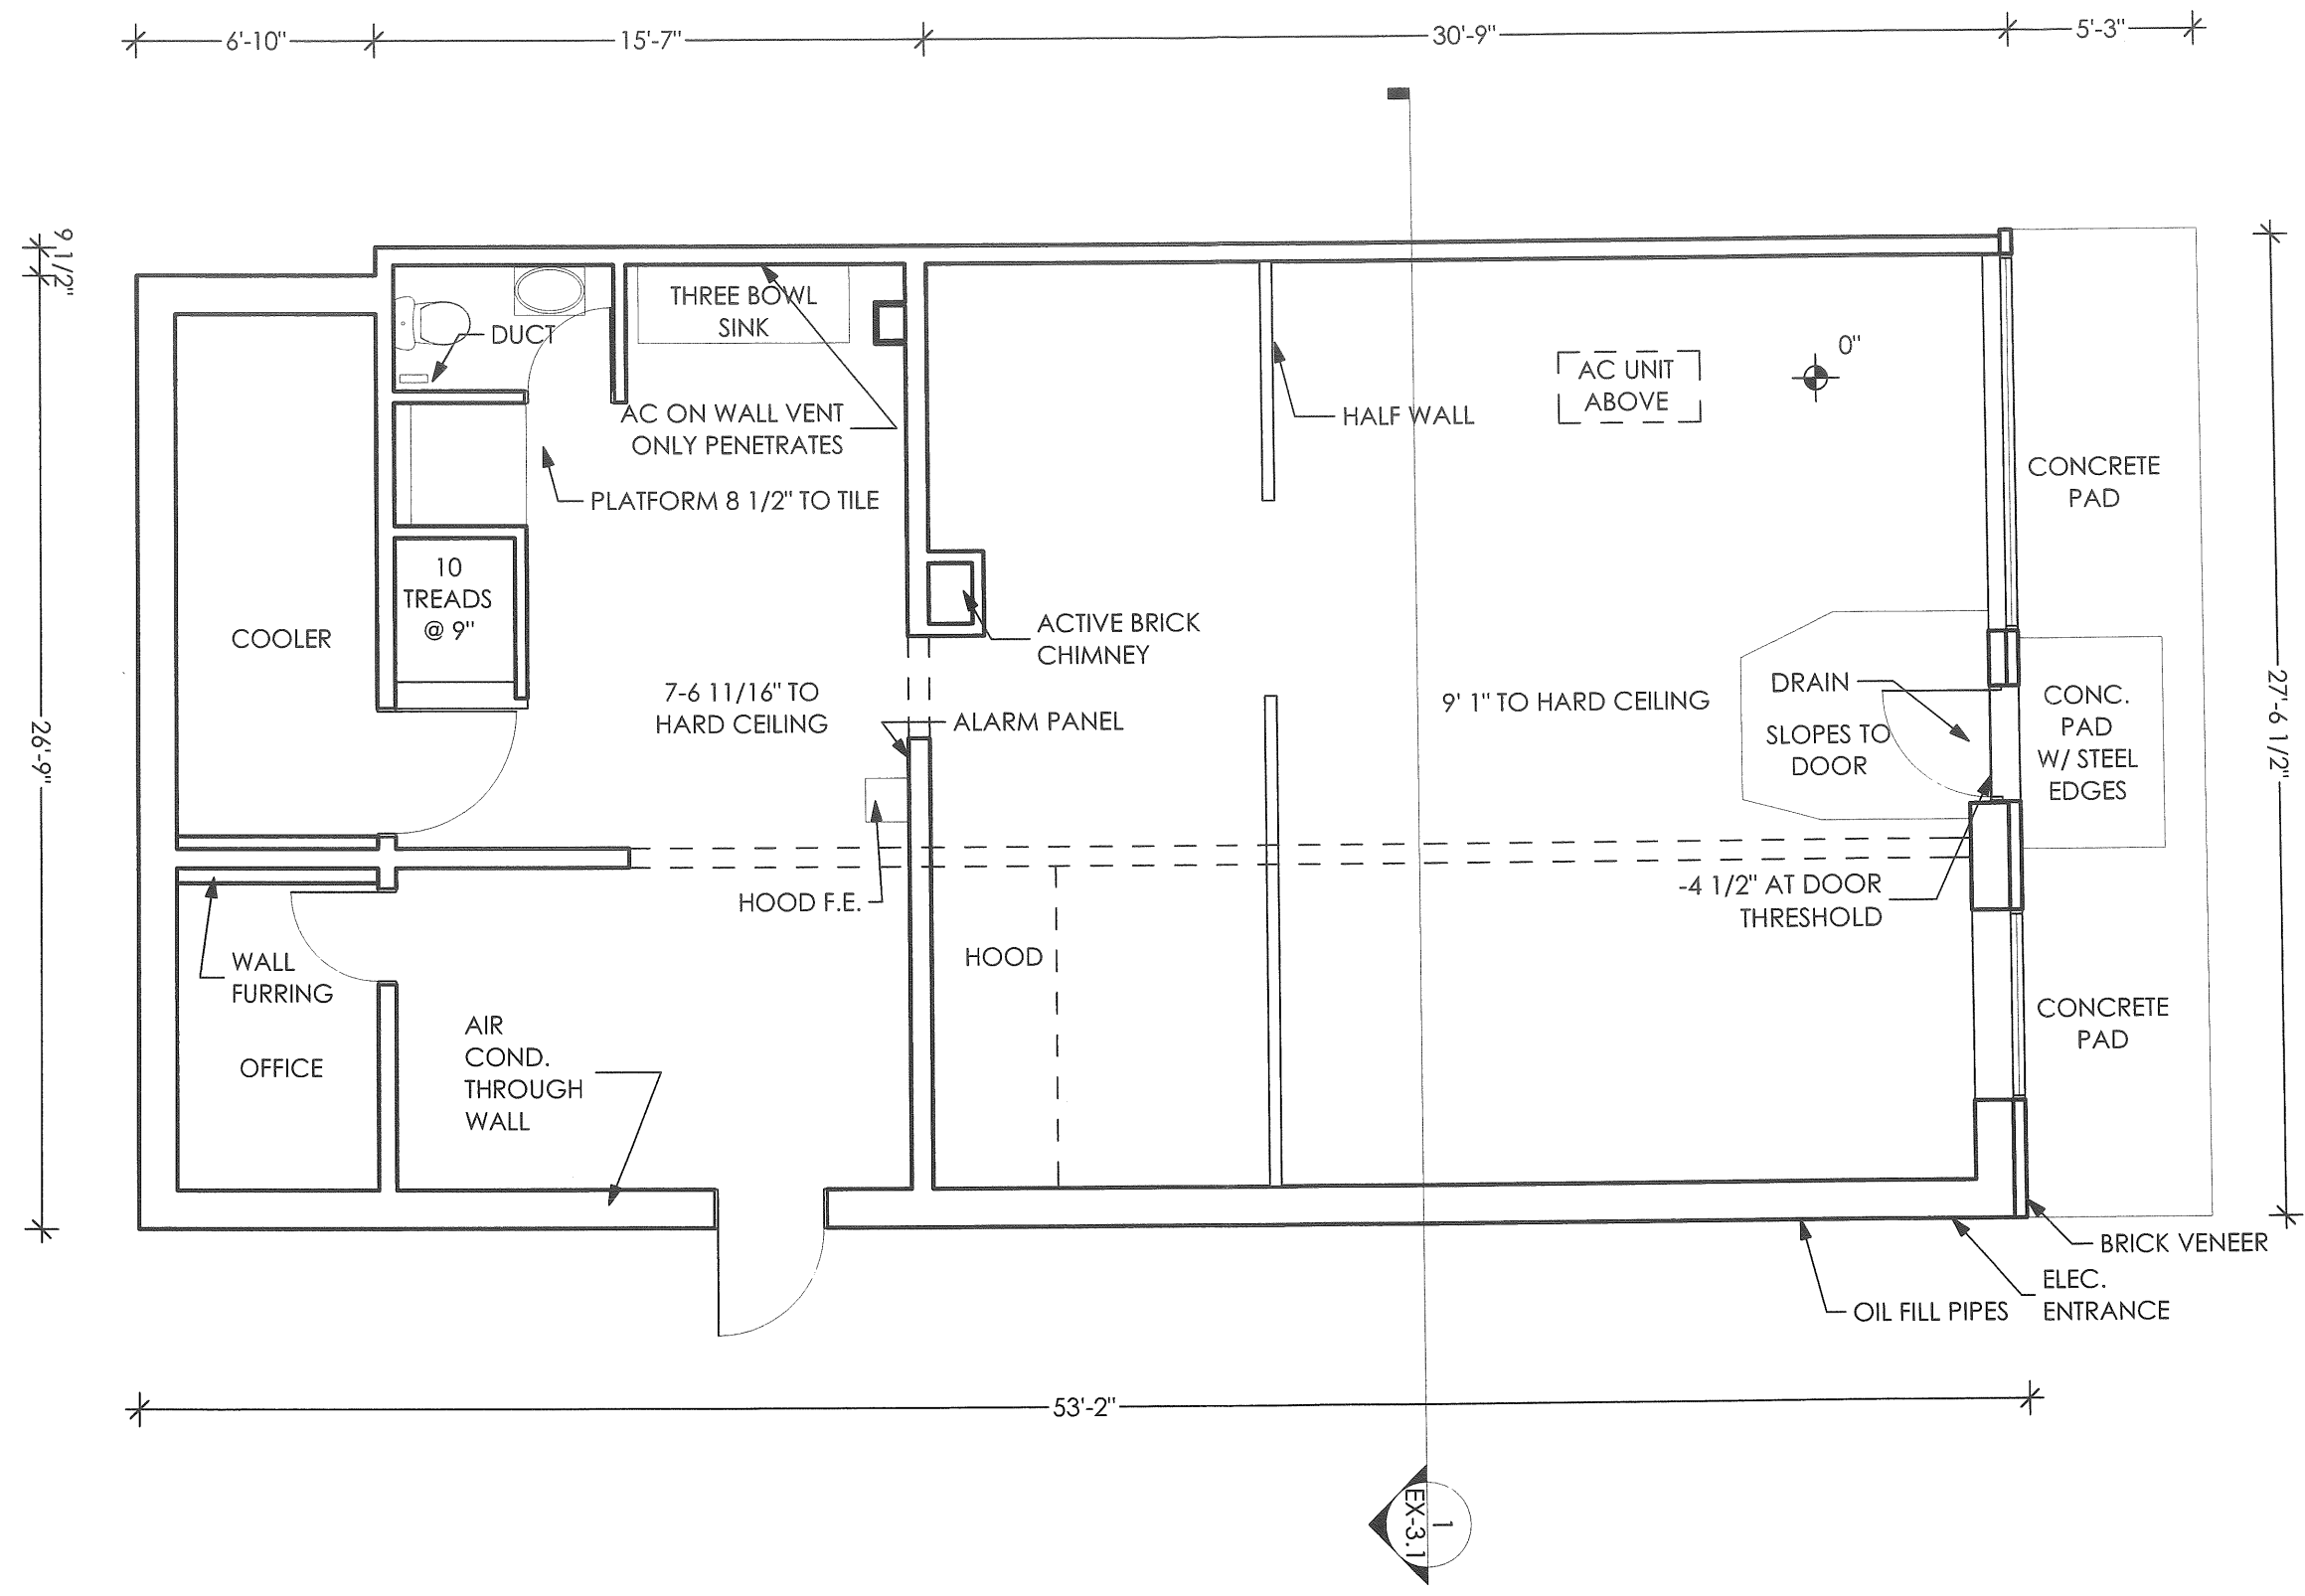 6'-10"
15'-7"
30'-9"
5'-3"
9 1/2"
THREE BOWL
SINK
DUCT
0"
AC UNIT
ABOVE
AC ON WALL VENT
ONLY PENETRATES
HALF WALL
CONCRETE
PAD
PLATFORM 8 1/2" TO TILE
10
TREADS
@ 9"
COOLER
ACTIVE BRICK
CHIMNEY
7-6 11/16" TO
HARD CEILING
ALARM PANEL
9' 1" TO HARD CEILING
DRAIN
SLOPES TO
DOOR
CONC.
PAD
W/ STEEL
EDGES
26'-9"
27'-6 1/2"
HOOD F.E.
-4 1/2" AT DOOR
THRESHOLD
WALL
FURRING
HOOD
OFFICE
AIR
COND.
THROUGH
WALL
CONCRETE
PAD
BRICK VENEER
ELEC.
ENTRANCE
OIL FILL PIPES
53'-2"
1
EX-3.1